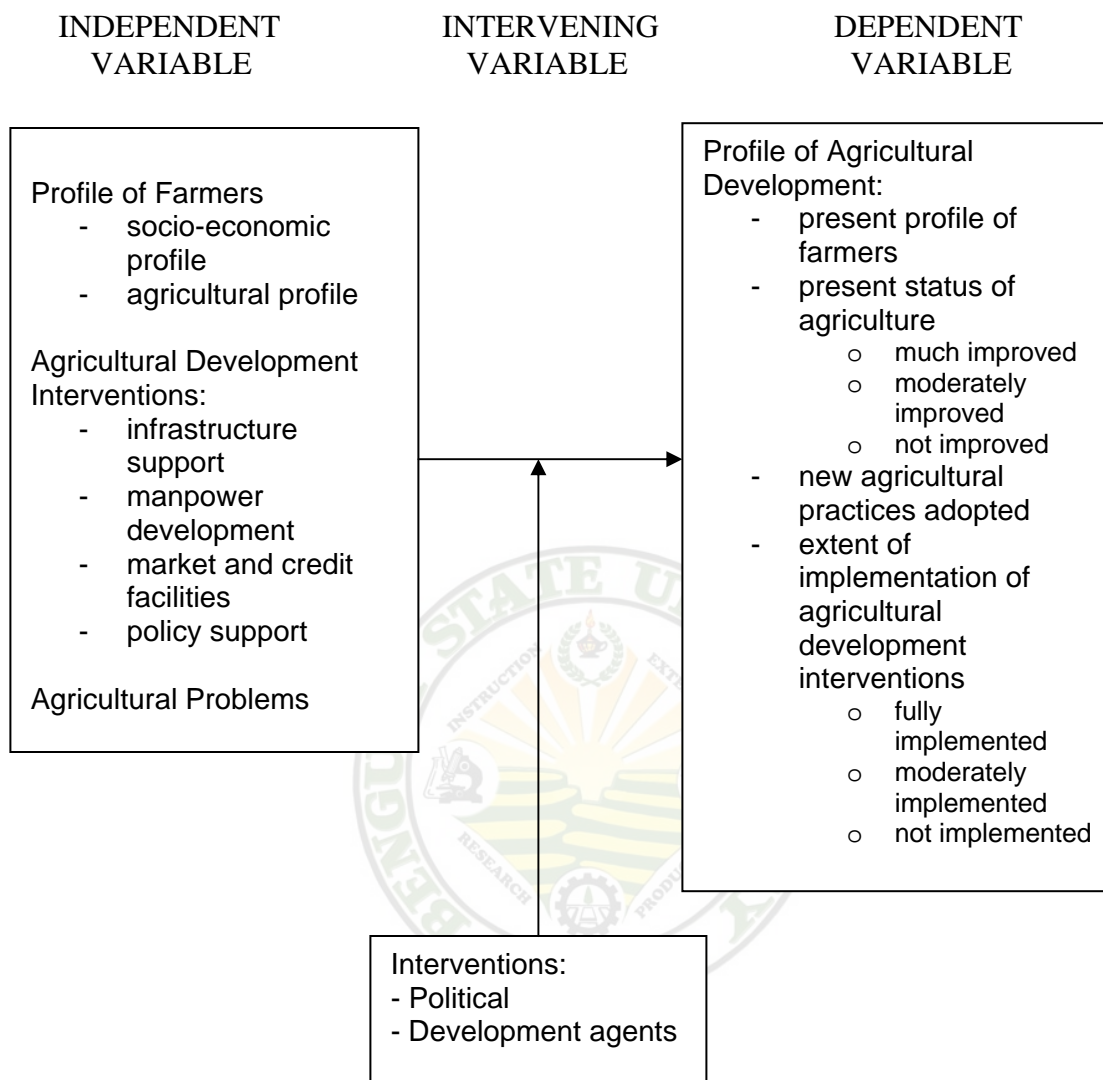 INDEPENDENT
VARIABLE
INTERVENING
VARIABLE
DEPENDENT
VARIABLE
Profile of Farmers
- socio-economic
profile
- agricultural profile
Agricultural Development
Interventions:
- infrastructure
support
- manpower
development
- market and credit
facilities
- policy support
Agricultural Problems
Profile of Agricultural
Development:
- present profile of
farmers
- present status of
agriculture
o much improved
o moderately
improved
o not improved
- new agricultural
practices adopted
- extent of
implementation of
agricultural
development
interventions
o fully
implemented
o moderately
implemented
o not implemented
Interventions:
- Political
- Development agents
STATE
INSTRUCTION
RESEARCH